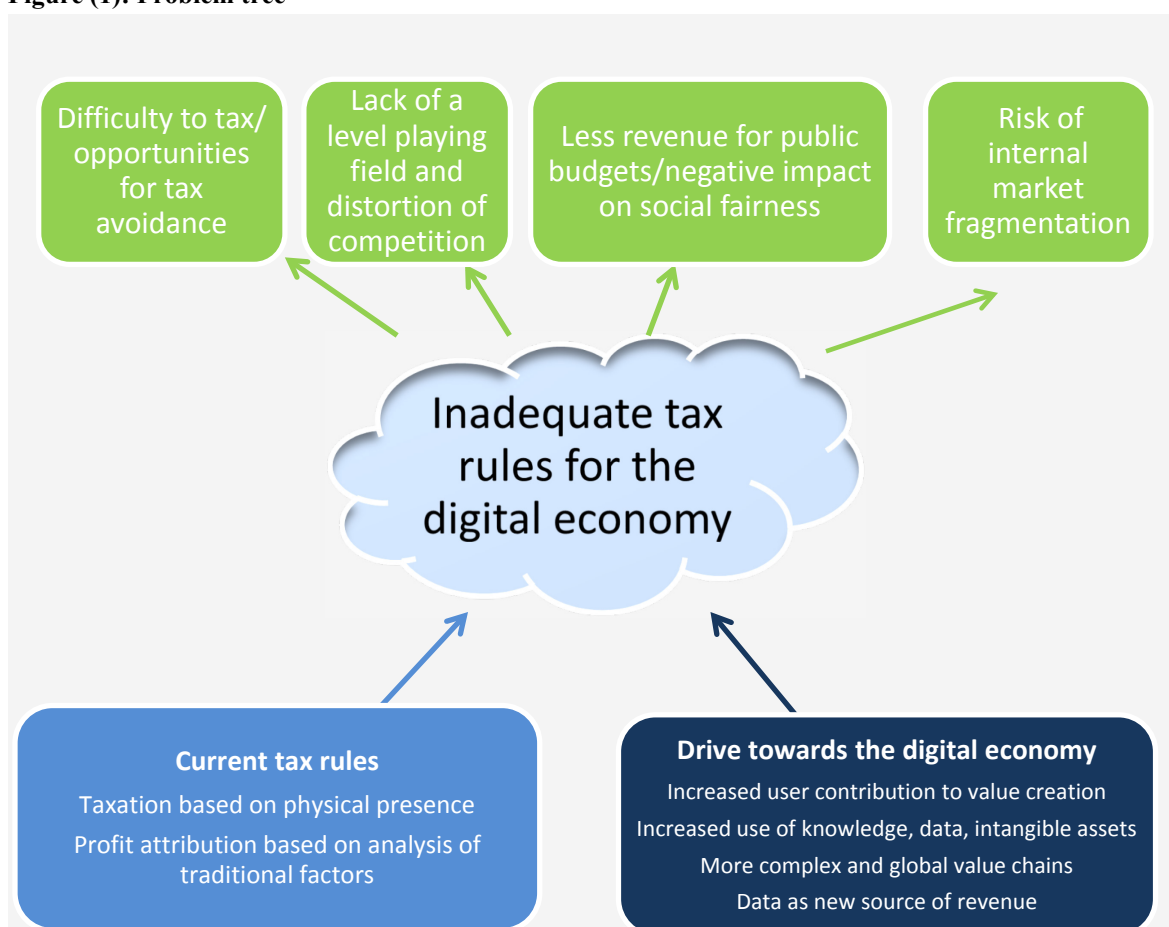 Figure (1): Problem tree
Difficulty to tax/
opportunities
for tax
avoidance
Lack of a
level playing
field and
distortion of
competition
Less revenue for public
budgets/negative impact
on social fairness
Risk of
internal
market
fragmentation
Inadequate tax
rules for the
digital economy
Current tax rules
Taxation based on physical presence
Profit attribution based on analysis of
traditional factors
Drive towards the digital economy
Increased user contribution to value creation
Increased use of knowledge, data, intangible assets
More complex and global value chains
Data as new source of revenue